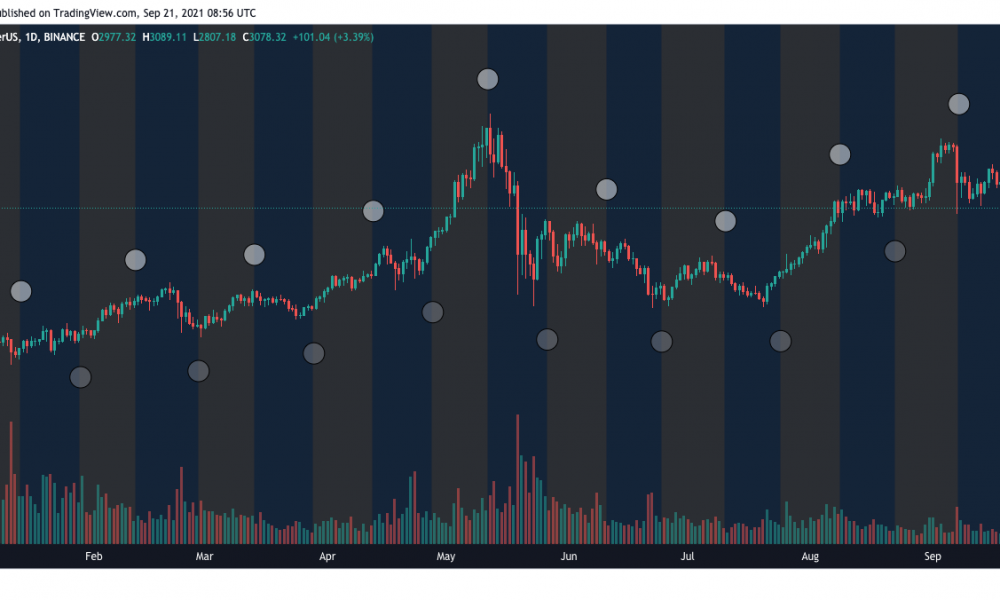 ublished on TradingView.com, Sep 21, 2021 08:56 UTC
erUS, 1D, BINANCE O2977.32 H3089.11 L2807.18 C3078.32 +101.04 (+3.39%)
Feb Mar Apr May Jun Jul Aug Sep